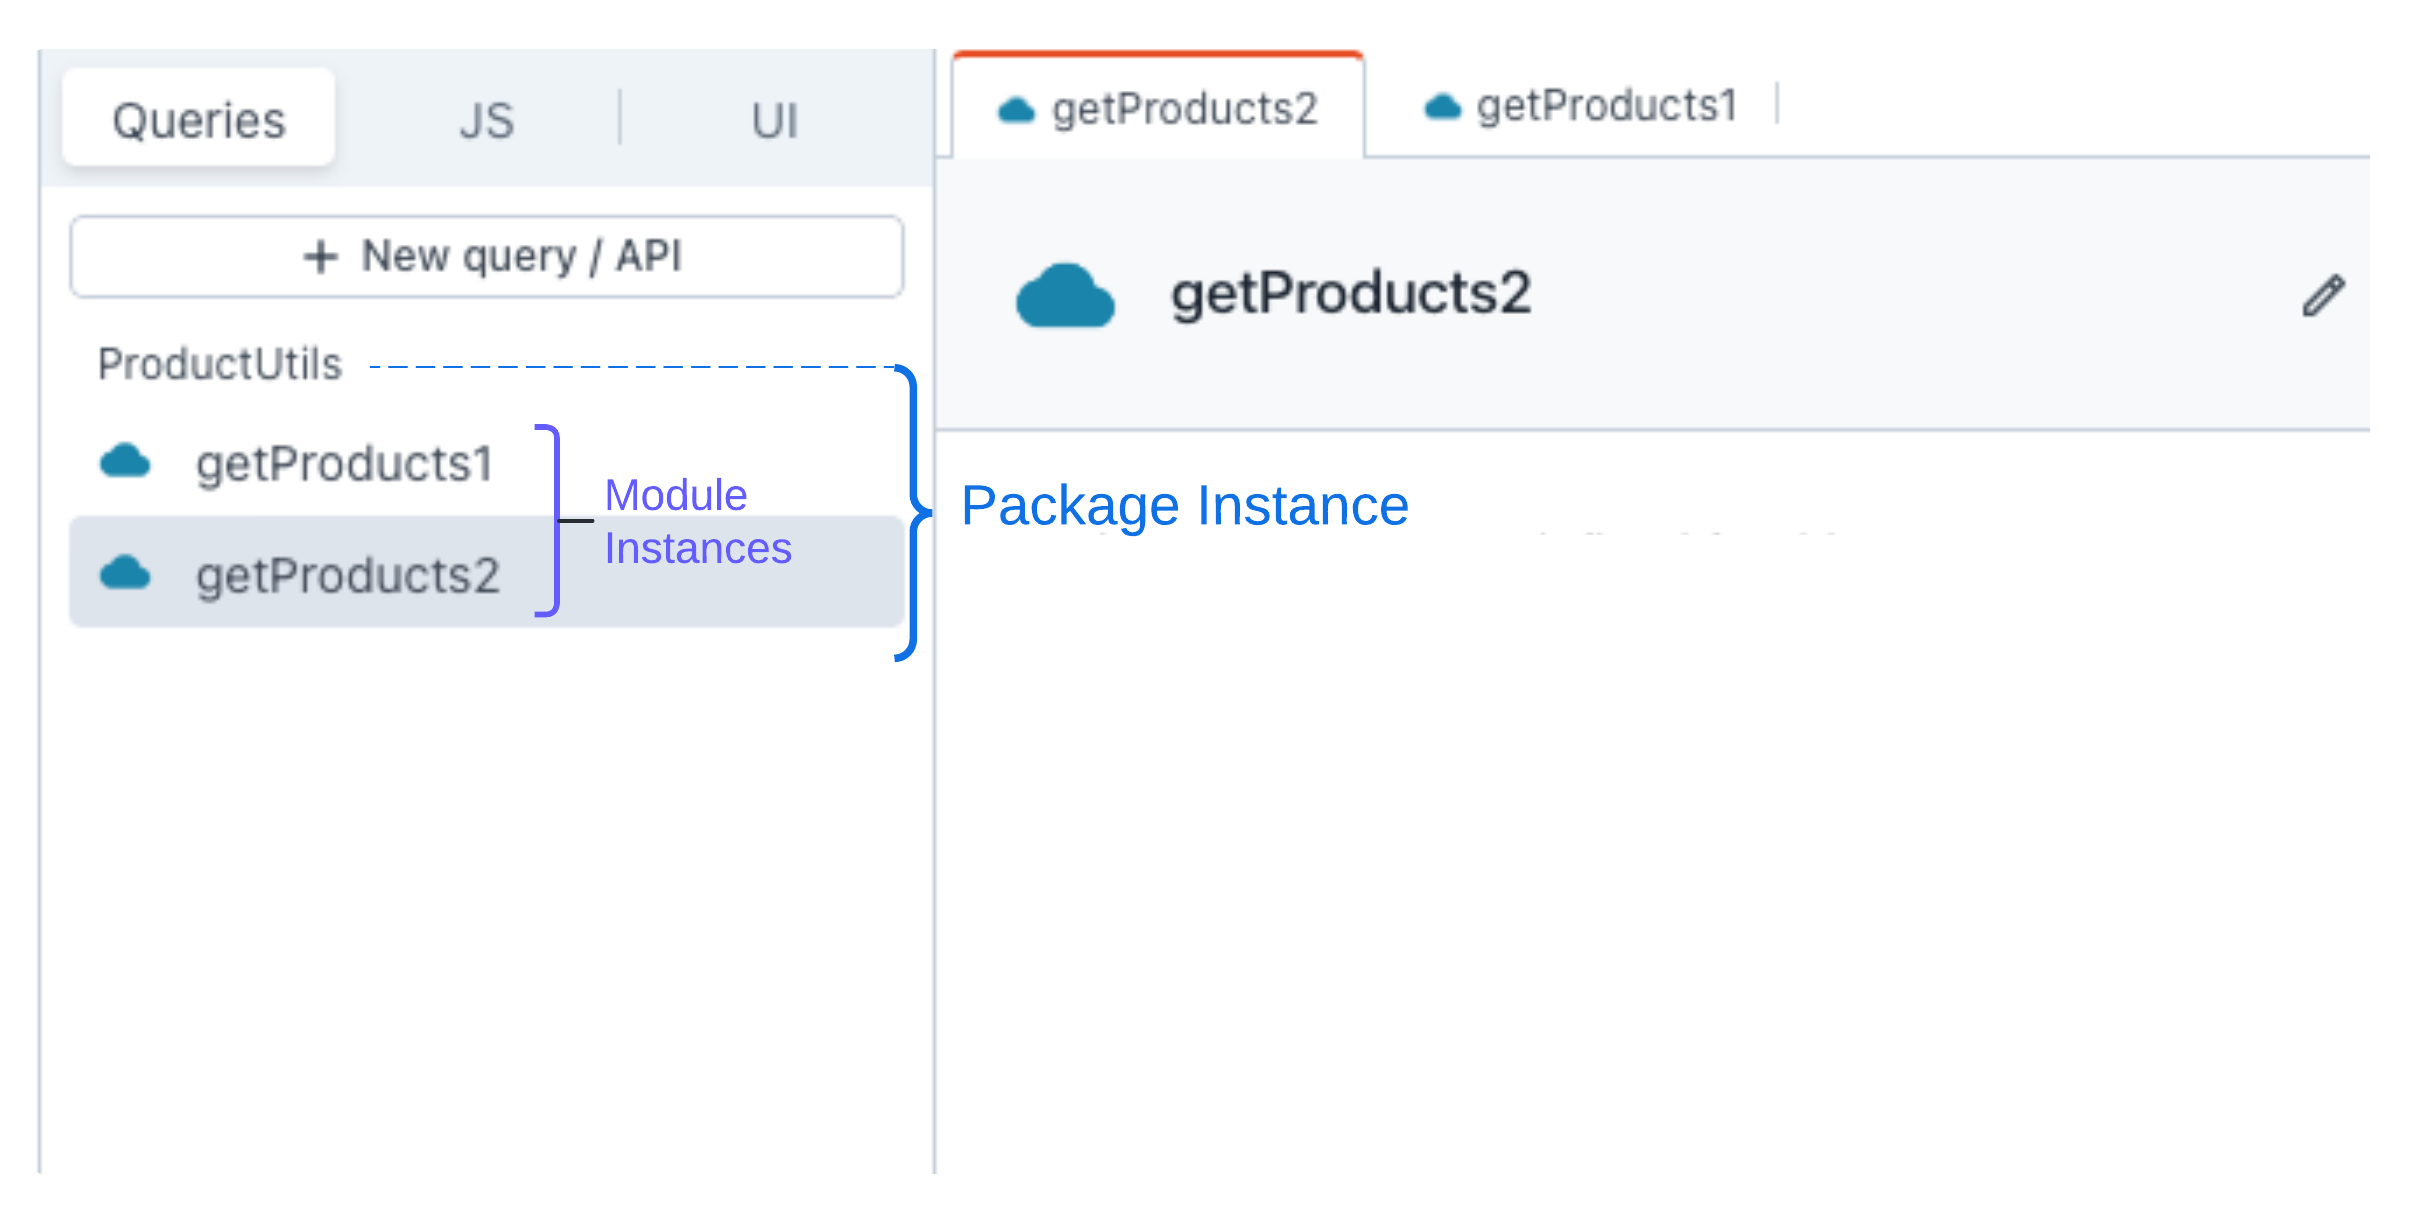 Queries JS UI
+ New query / API
ProductUtils
getProducts1
getProducts2
Module
Instances
getProducts2 getProducts1
getProducts2
Package Instance